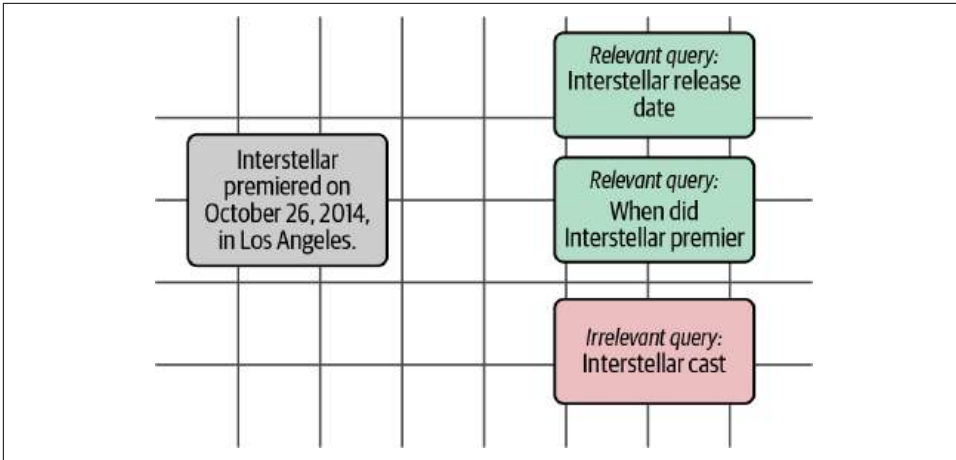 Interstellar
premiered on
October 26, 2014,
in Los Angeles.
Relevant query:
Interstellar release
date
Relevant query:
When did
Interstellar premier
Irrelevant query:
Interstellar cast